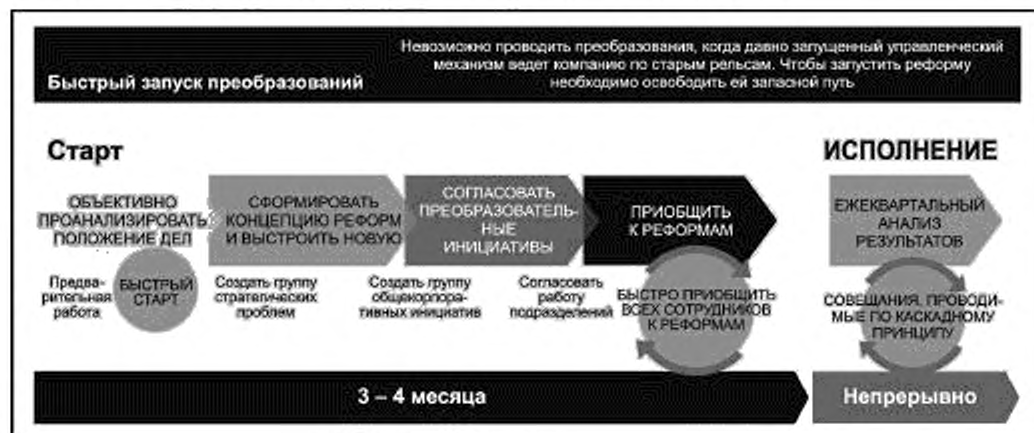 Быстрый запуск преобразований
Невозможно проводить преобразования, когда давно запущенный управленческий
механизм ведет компанию по старым рельсам. Чтобы запустить реформу
необходимо освободить ей запасной путь
Старт
ИСПОЛНЕНИЕ
ОБЪЕКТИВНО
ПРОАНАЛИЗИРОВАТЬ
ПОЛОЖЕНИЕ ДЕЛ
СФОРМИРОВАТЬ
КОНЦЕПЦИЮ РЕФОРМ
И ВЫСТРОИТЬ НОВУЮ
СОГЛАСОВАТЬ
ПРЕОБРАЗОВАТЕЛЬ-
НЫЕ
ИНИЦИАТИВЫ
ПРИОБЩИТЬ
К РЕФОРМАМ
ЕЖЕКВАРТАЛЬНЫЙ
АНАЛИЗ
РЕЗУЛЬТАТОВ
Предва-
рительная
работа
БЫСТРЫЙ
СТАРТ
Создать группу
стратегических
проблем
Создать группу
общекорпора-
тивных инициатив
Согласовать
работу
подразделений
БЫСТРО ПРИОБЩИТЬ
ВСЕХ СОТРУДНИКОВ
К РЕФОРМАМ
СОВЕЩАНИЯ, ПРОВОДИ-
МЫЕ ПО КАСКАДНОМУ
ПРИНЦИПУ
3 – 4 месяца
Непрерывно